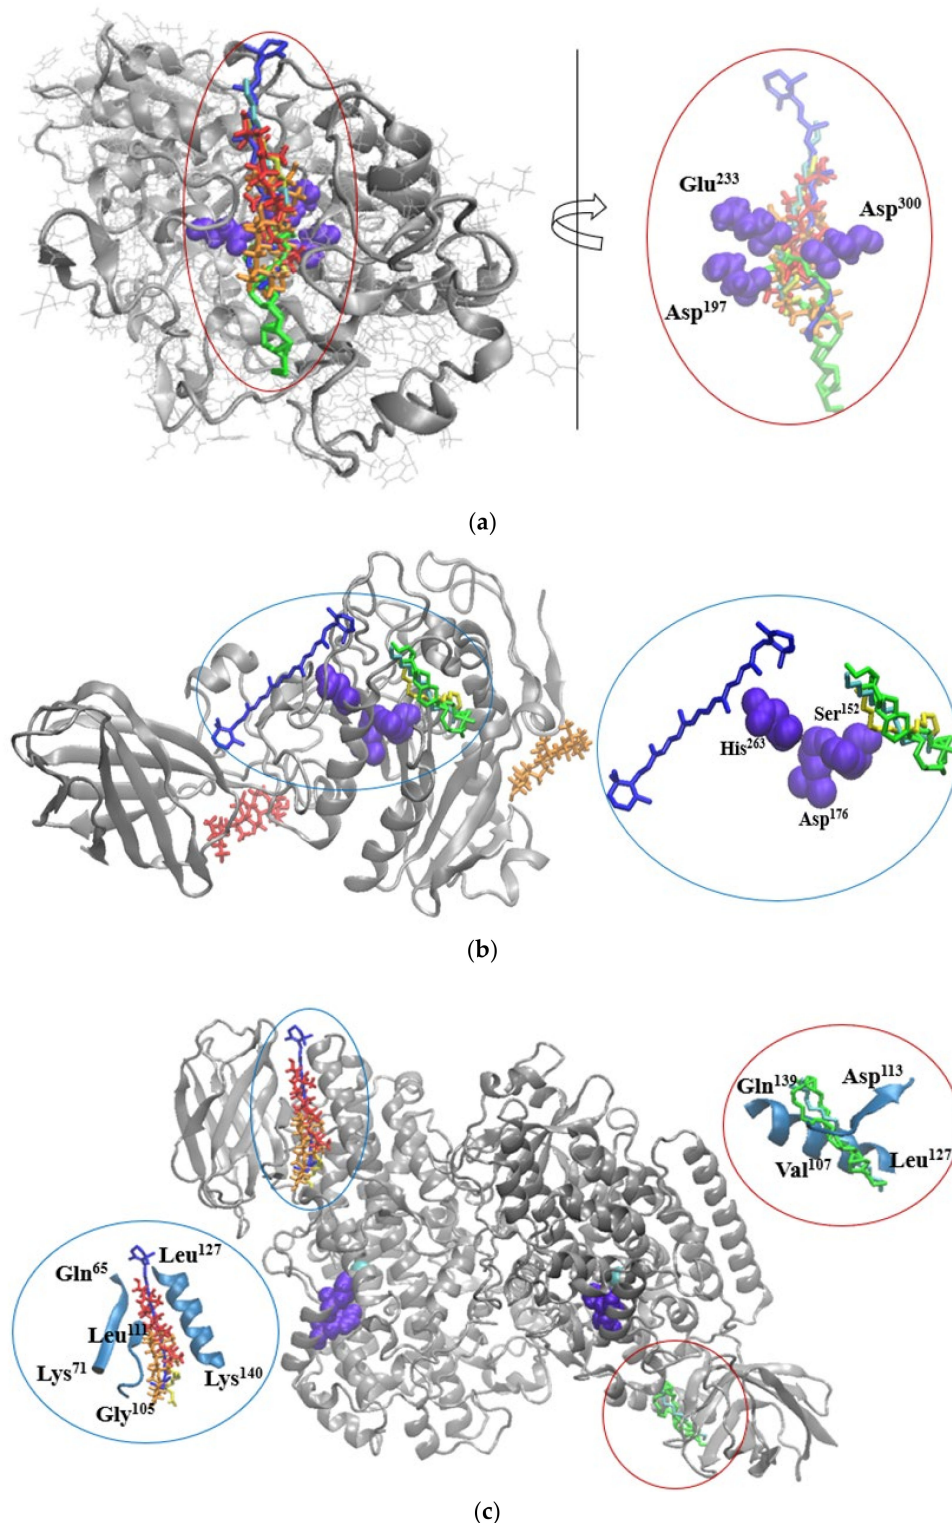 Glu233
Asp300
Asp197
(a)
Ser152
His263
Asp176
(b)
Gln139
Asp113
Val107
Leu127
Leu127
Gln65
Leu111
Lys71
Lys140
Gly105
(c)